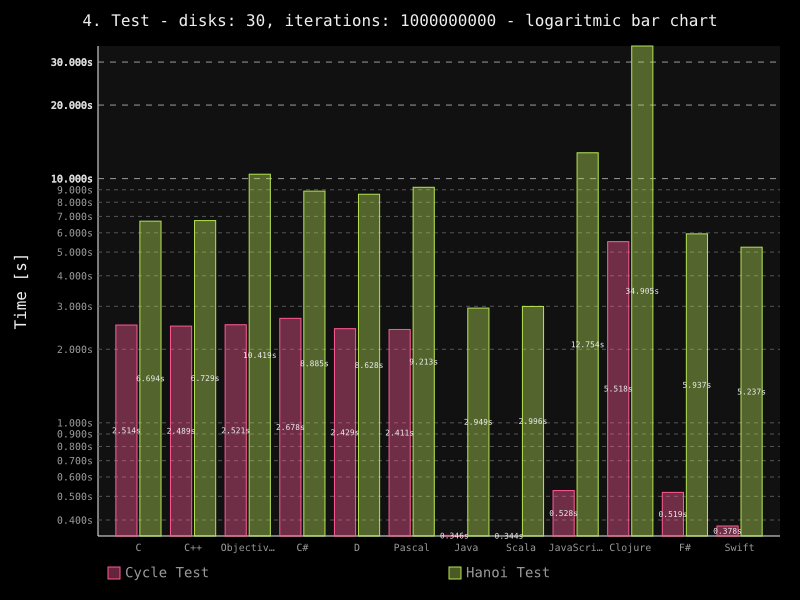 4. Test - disks: 30, iterations: 1000000000 - logaritmic bar chart
Time [s]
30.000s
20.000s
10.000s
9.000s
8.000s
7.000s
6.000s
5.000s
4.000s
3.000s
2.000s
1.000s
0.900s
0.800s
0.700s
0.600s
0.500s
0.400s
2.514s
6.694s
2.489s
6.729s
2.521s
10.419s
2.678s
8.885s
2.429s
8.628s
2.411s
9.213s
0.346s
2.949s
0.344s
2.996s
0.528s
12.754s
5.518s
34.905s
0.519s
5.937s
0.378s
5.237s
C C++ Objectiv… C# D Pascal Java Scala JavaScri… Clojure F# Swift
Cycle Test Hanoi Test